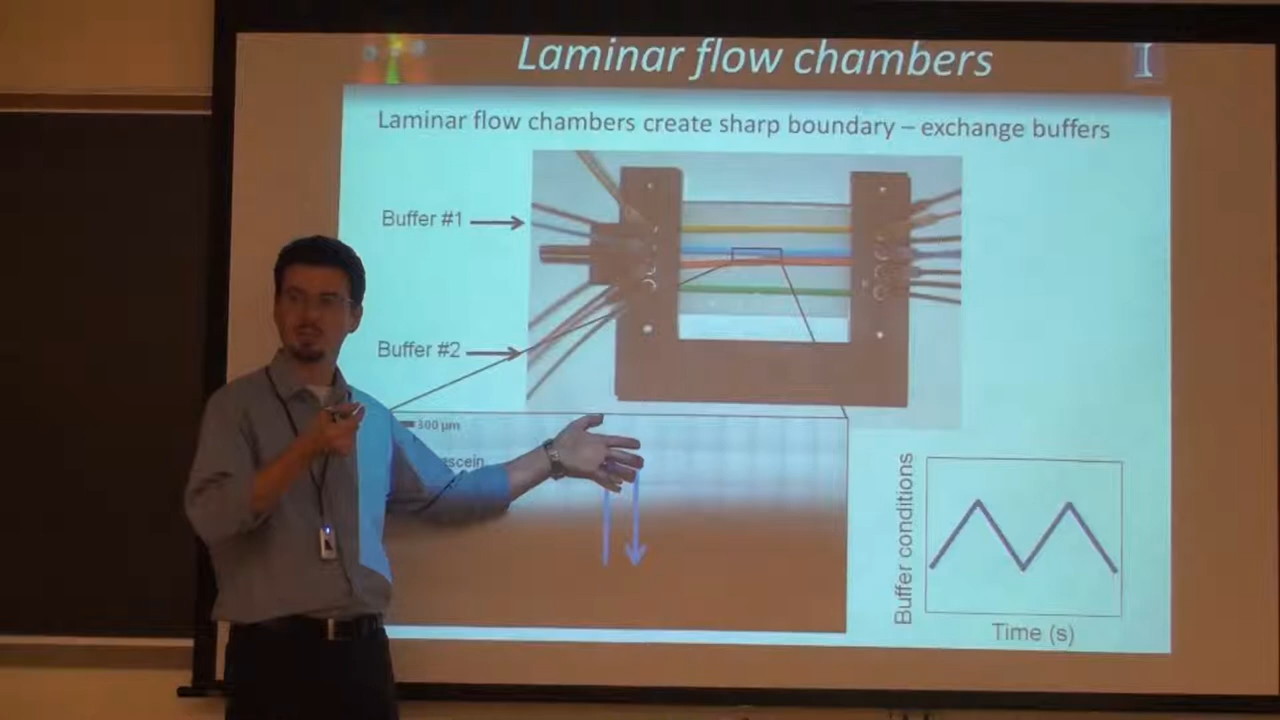 Laminar flow chambers
I
Laminar flow chambers create sharp boundary – exchange buffers
Buffer #1
Buffer #2
300 µm
Buffer conditions
Time (s)